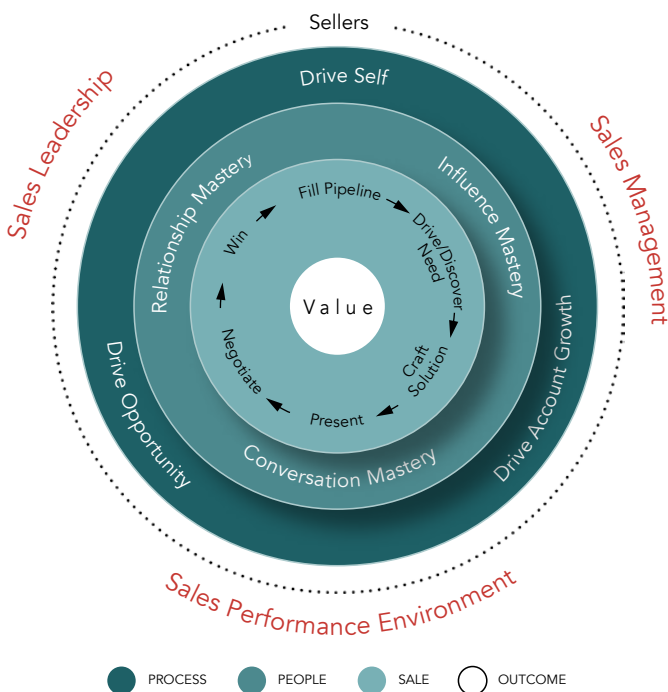 Sellers
Sales Leadership
Sales Management
Sales Performance Environment
Drive Self
Drive Account Growth
Drive Opportunity
Relationship Mastery
Influence Mastery
Conversation Mastery
Fill Pipeline
Drive/Discover
Need
Craft
Solution
Present
Negotiate
Win
Value
PROCESS
PEOPLE
SALE
OUTCOME